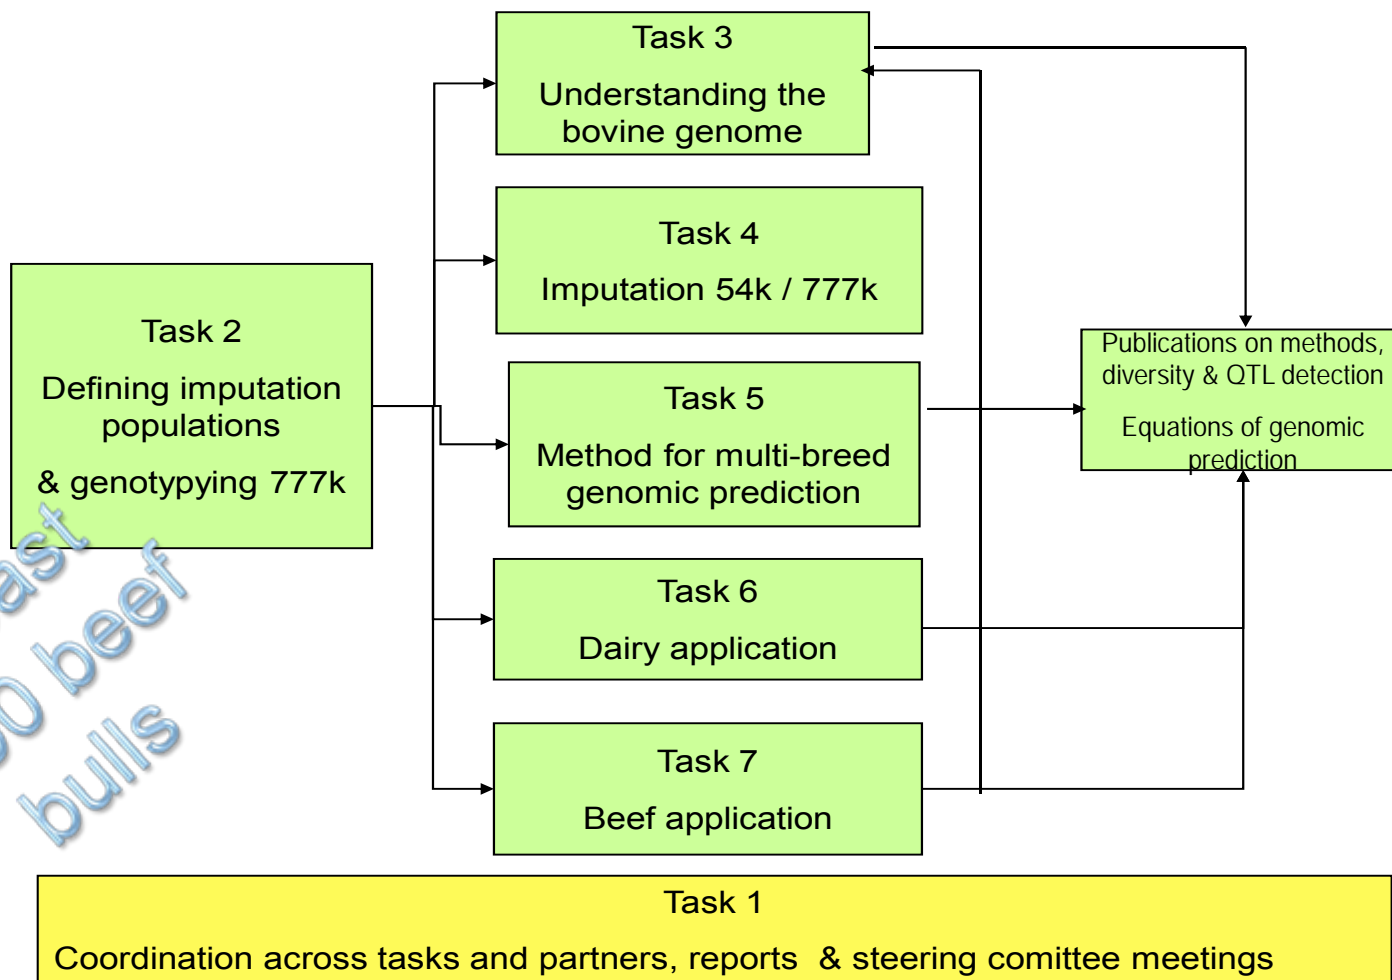 Task 3
Understanding the
bovine genome
Task 4
Imputation 54k / 777k
Task 2
Defining imputation
populations
& genotypying 777k
Task 5
Method for multi-breed
genomic prediction
Publications on methods,
diversity & QTL detection
Equations of genomic
prediction
Task 6
Dairy application
Task 7
Beef application
beef
bulls
Task 1
Coordination across tasks and partners, reports & steering comittee meetings